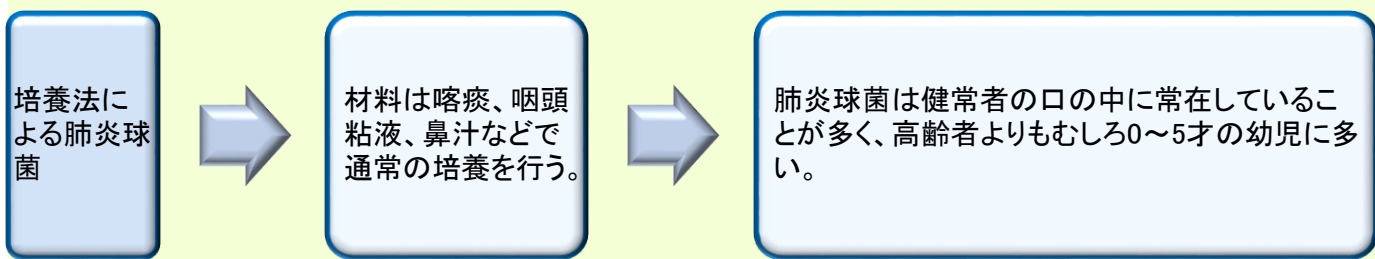 培養法に
よる肺炎球
菌
材料は喀痰、咽頭
粘液、鼻汁などで
通常の培養を行う。
肺炎球菌は健常者の口の中に常在しているこ
とが多く、高齢者よりもむしろ0～5才の幼児に多
い。